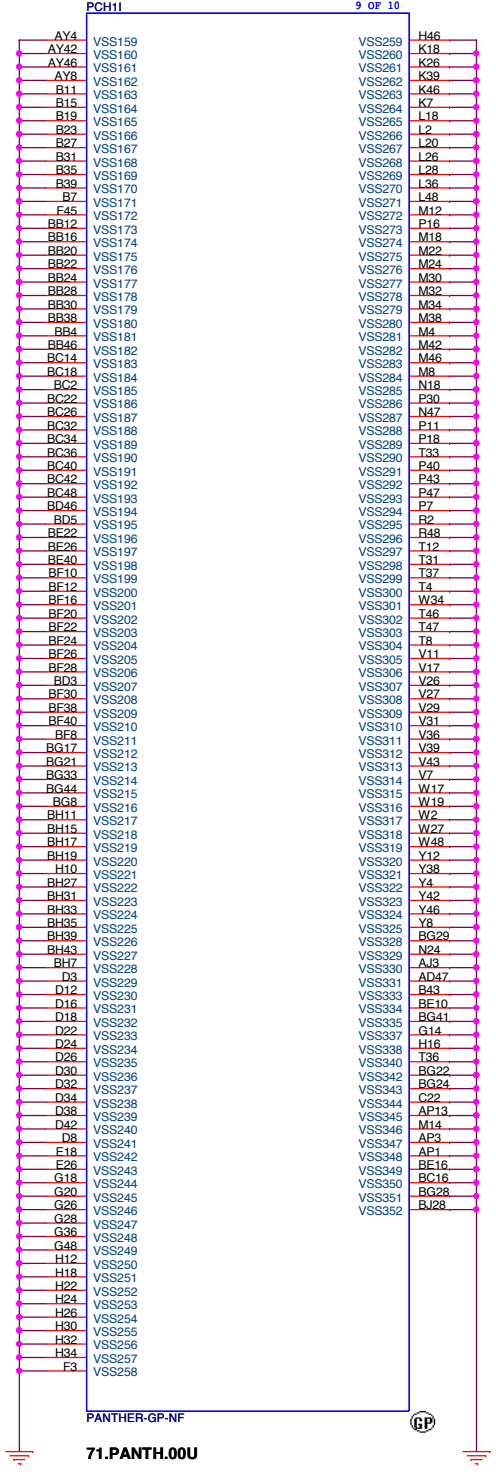 PCH1I 9 OF 10
AY4 VSS159
AY42 VSS160
AY46 VSS161
AY8 VSS162
B11 VSS163
B15 VSS164
B19 VSS165
B23 VSS166
B27 VSS167
B31 VSS168
B35 VSS169
B39 VSS170
B7 VSS171
F45 VSS172
BB12 VSS173
BB16 VSS174
BB20 VSS175
BB22 VSS176
BB24 VSS177
BB28 VSS178
BB30 VSS179
BB38 VSS180
BB4 VSS181
BB46 VSS182
BC14 VSS183
BC18 VSS184
BC2 VSS185
BC22 VSS186
BC26 VSS187
BC32 VSS188
BC34 VSS189
BC36 VSS190
BC40 VSS191
BC42 VSS192
BC48 VSS193
BD46 VSS194
BD5 VSS195
BE22 VSS196
BE26 VSS197
BE40 VSS198
BF10 VSS199
BF12 VSS200
BF16 VSS201
BF20 VSS202
BF22 VSS203
BF24 VSS204
BF26 VSS205
BF28 VSS206
BD3 VSS207
BF30 VSS208
BF38 VSS209
BF40 VSS210
BF8 VSS211
BG17 VSS212
BG21 VSS213
BG33 VSS214
BG44 VSS215
BG8 VSS216
BH11 VSS217
BH15 VSS218
BH17 VSS219
BH19 VSS220
H10 VSS221
BH27 VSS222
BH31 VSS223
BH33 VSS224
BH35 VSS225
BH39 VSS226
BH43 VSS227
BH7 VSS228
D3 VSS229
D12 VSS230
D16 VSS231
D18 VSS232
D22 VSS233
D24 VSS234
D26 VSS235
D30 VSS236
D32 VSS237
D34 VSS238
D38 VSS239
D42 VSS240
D8 VSS241
E18 VSS242
E26 VSS243
G18 VSS244
G20 VSS245
G26 VSS246
G28 VSS247
G36 VSS248
G48 VSS249
H12 VSS250
H18 VSS251
H22 VSS252
H24 VSS253
H26 VSS254
H30 VSS255
H32 VSS256
H34 VSS257
F3 VSS258
VSS259 H46
VSS260 K18
VSS261 K26
VSS262 K39
VSS263 K46
VSS264 K7
VSS265 L18
VSS266 L2
VSS267 L20
VSS268 L26
VSS269 L28
VSS270 L36
VSS271 L48
VSS272 M12
VSS273 P16
VSS274 M18
VSS275 M22
VSS276 M24
VSS277 M30
VSS278 M32
VSS279 M34
VSS280 M38
VSS281 M4
VSS282 M42
VSS283 M46
VSS284 M8
VSS285 N18
VSS286 P30
VSS287 N47
VSS288 P11
VSS289 P18
VSS290 T33
VSS291 P40
VSS292 P43
VSS293 P47
VSS294 P7
VSS295 R2
VSS296 R48
VSS297 T12
VSS298 T31
VSS299 T37
VSS300 T4
VSS301 W34
VSS302 T46
VSS303 T47
VSS304 T8
VSS305 V11
VSS306 V17
VSS307 V26
VSS308 V27
VSS309 V29
VSS310 V31
VSS311 V36
VSS312 V39
VSS313 V43
VSS314 V7
VSS315 W17
VSS316 W19
VSS317 W2
VSS318 W27
VSS319 W48
VSS320 Y12
VSS321 Y38
VSS322 Y4
VSS323 Y42
VSS324 Y46
VSS325 Y8
VSS328 BG29
VSS329 N24
VSS330 AJ3
VSS331 AD47
VSS333 B43
VSS334 BE10
VSS335 BG41
VSS337 G14
VSS338 H16
VSS340 T36
VSS342 BG22
VSS343 BG24
VSS344 C22
VSS345 AP13
VSS346 M14
VSS347 AP3
VSS348 AP1
VSS349 BE16
VSS350 BC16
VSS351 BG28
VSS352 BJ28
PANTHER-GP-NF
GP
71.PANTH.00U